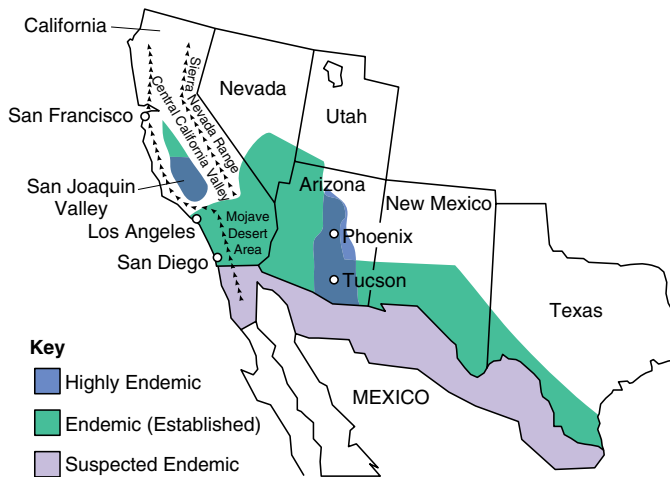 California
Nevada
Utah
San Francisco
Sierra Nevada Range
Central California Valley
San Joaquin
Valley
Arizona
New Mexico
Los Angeles
Mojave
Desert
Area
Phoenix
San Diego
Tucson
Texas
Key
Highly Endemic
MEXICO
Endemic (Established)
Suspected Endemic